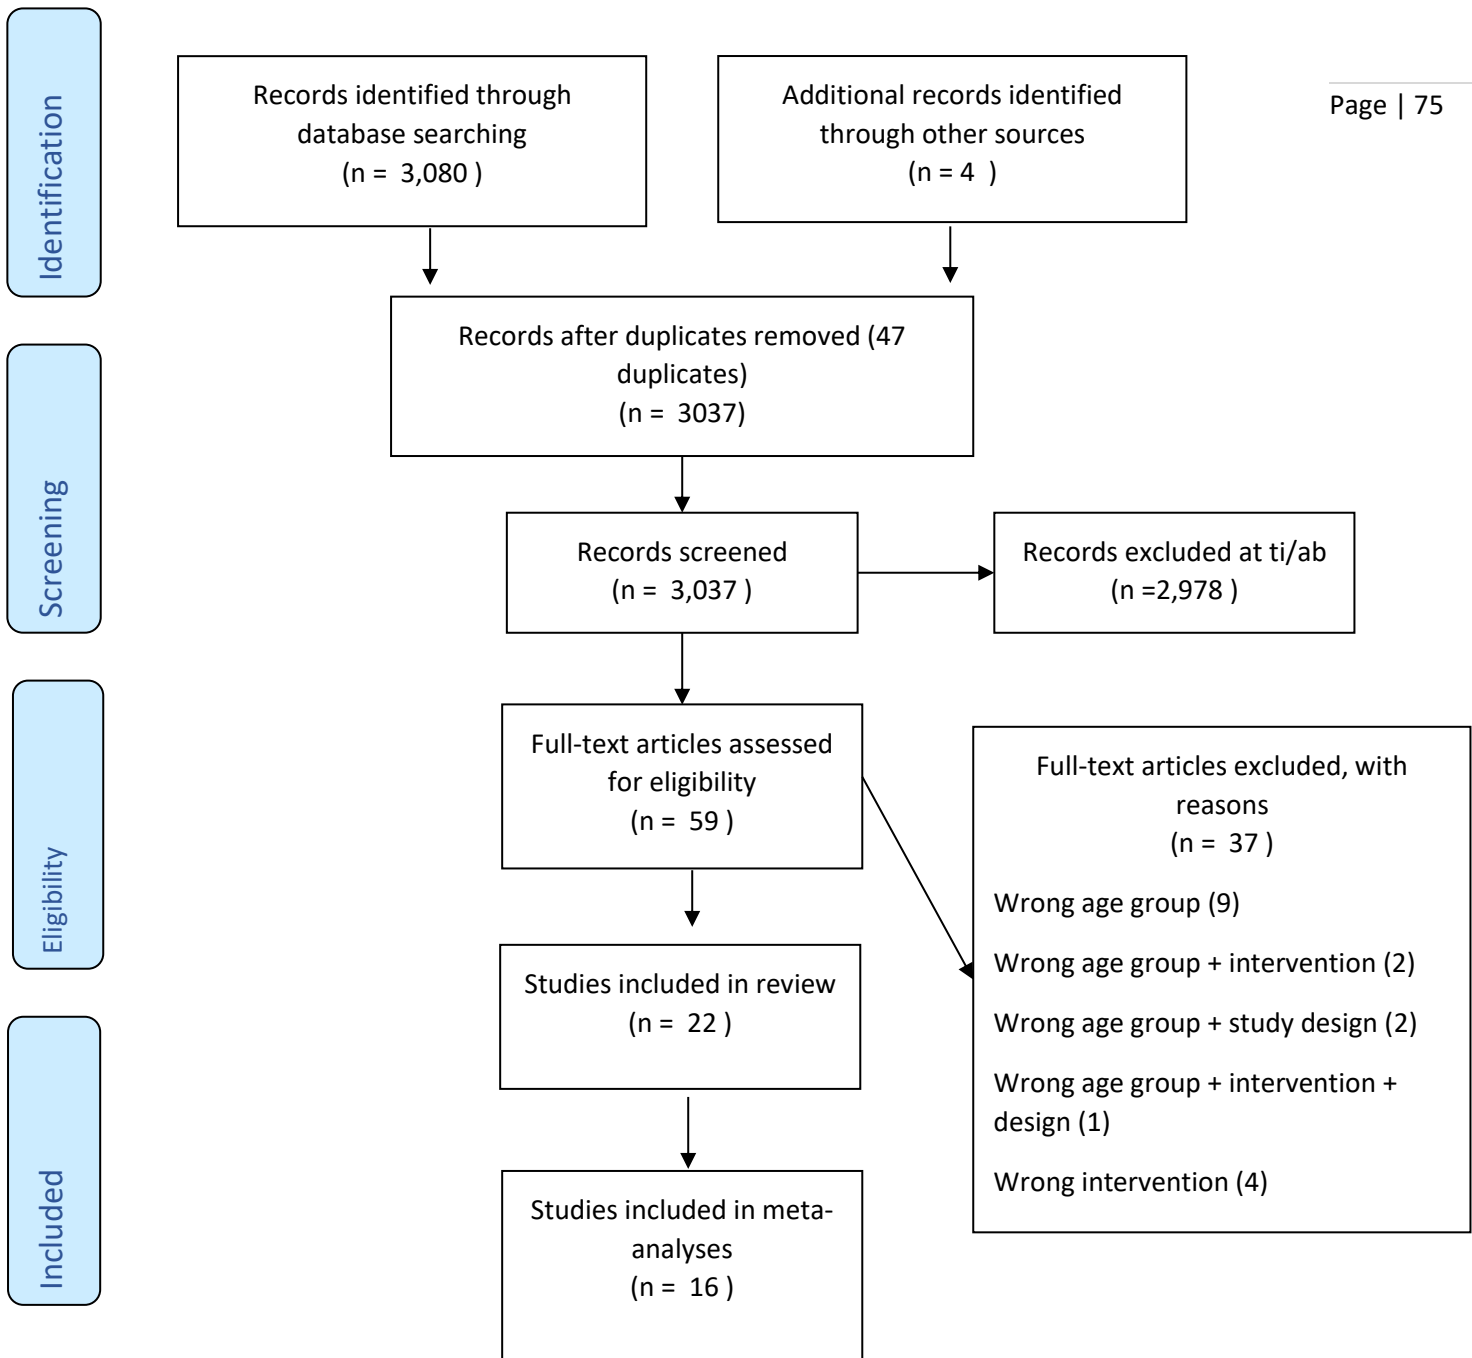 Page | 75
Identification
Records identified through
database searching
(n =  3,080 )
Additional records identified
through other sources
(n = 4  )
Records after duplicates removed (47
duplicates)
(n =  3037)
Screening
Records screened
(n =  3,037 )
Records excluded at ti/ab
(n =2,978 )
Eligibility
Full-text articles assessed
for eligibility
(n =  59 )
Full-text articles excluded, with
reasons
(n =  37 )
Wrong age group (9)
Wrong age group + intervention (2)
Wrong age group + study design (2)
Wrong age group + intervention +
design (1)
Wrong intervention (4)
Studies included in review
(n =  22 )
Included
Studies included in meta-
analyses
(n =  16 )